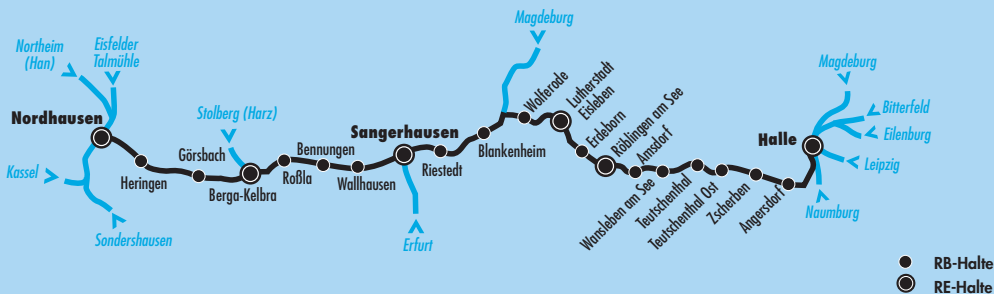 Northeim
(Han)
Eisfelder
Talmühle
Nordhausen
Kassel
Sondershausen
Heringen
Görsbach
Stolberg (Harz)
Berga-Kelbra
Roßla
Bennungen
Wallhausen
Sangerhausen
Erfurt
Riestedt
Blankenheim
Magdeburg
Wolferode
Lutherstadt
Eisleben
Erdeborn
Röblingen am See
Wansleben am See
Amsdorf
Teutschenthal
Teutschenthal Ost
Zscherben
Angersdorf
Halle
Magdeburg
Bitterfeld
Eilenburg
Leipzig
Naumburg
RB-Halte
RE-Halte